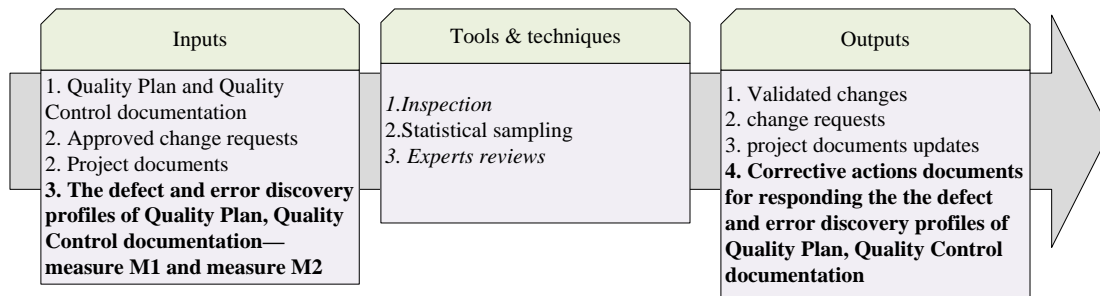 Inputs
1. Quality Plan and Quality
Control documentation
2. Approved change requests
2. Project documents
3. The defect and error discovery
profiles of Quality Plan, Quality
Control documentation—
measure M1 and measure M2
Tools & techniques
1.Inspection
2.Statistical sampling
3. Experts reviews
Outputs
1. Validated changes
2. change requests
3. project documents updates
4. Corrective actions documents
for responding the the defect
and error discovery profiles of
Quality Plan, Quality Control
documentation